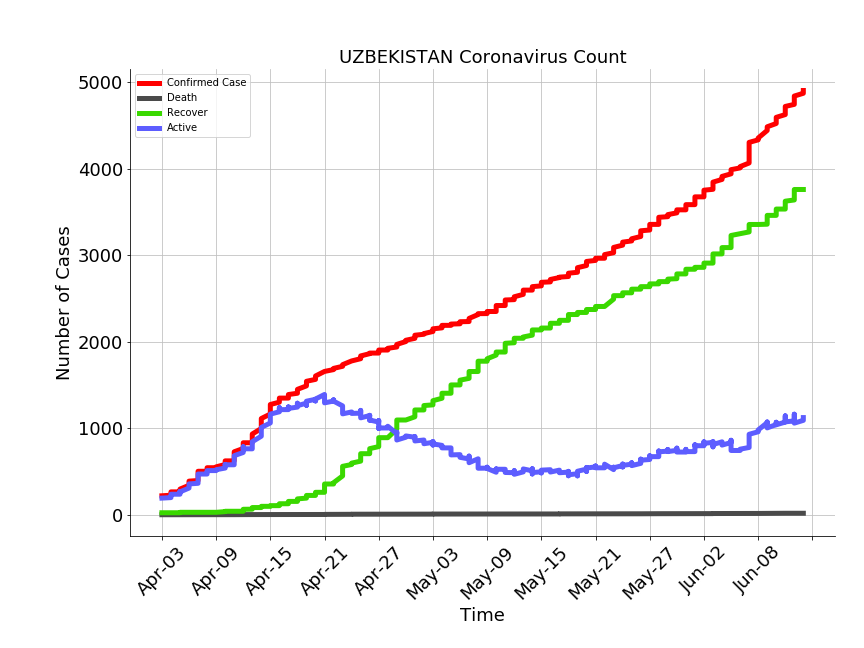 UZBEKISTAN Coronavirus Count
Confirmed Case
Death
Recover
Active
Number of Cases
5000
4000
3000
2000
1000
0
Apr-03
Apr-09
Apr-15
Apr-21
Apr-27
May-03
May-09
May-15
May-21
May-27
Jun-02
Jun-08
Time